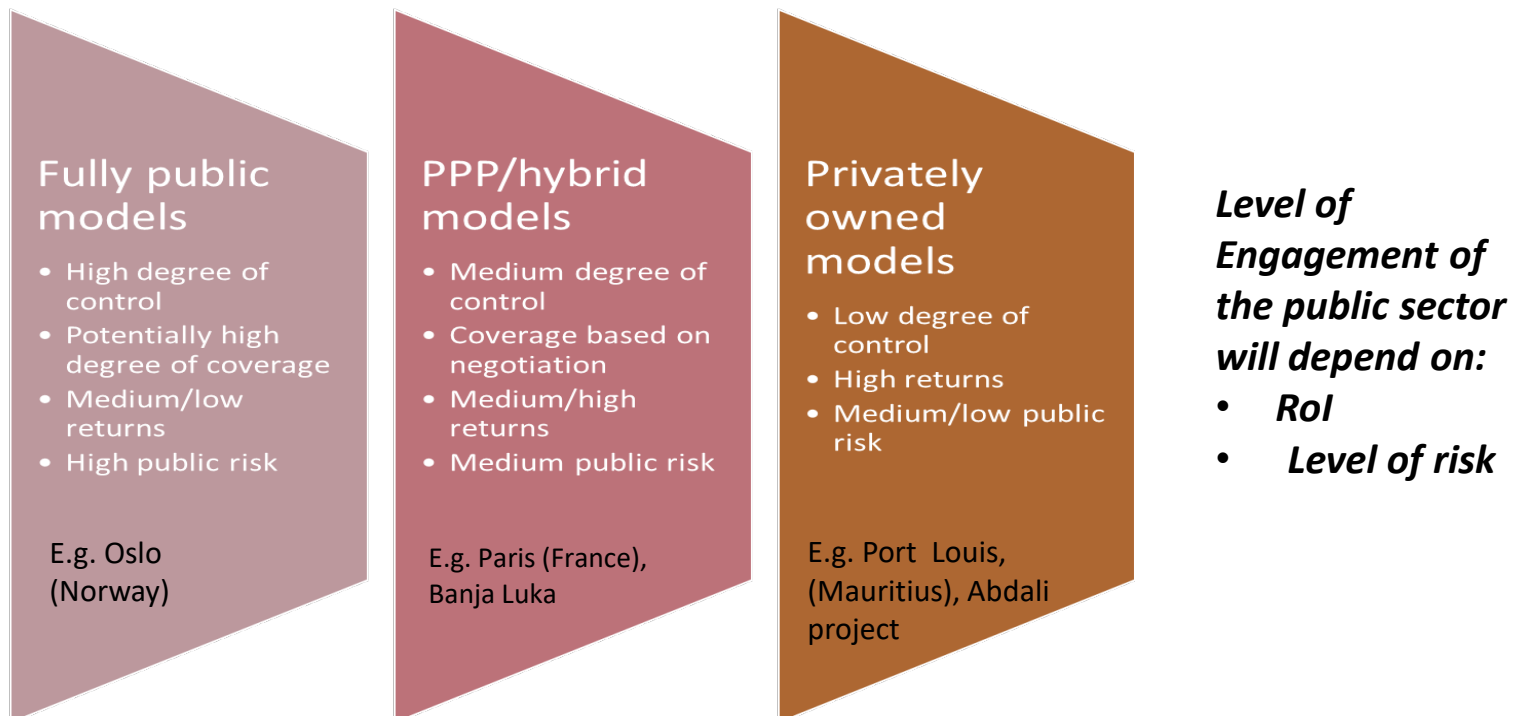 Fully public
models
• High degree of
control
• Potentially high
degree of coverage
• Medium/low
returns
• High public risk
E.g. Oslo
(Norway)
PPP/hybrid
models
• Medium degree of
control
• Coverage based on
negotiation
• Medium/high
returns
• Medium public risk
E.g. Paris (France),
Banja Luka
Privately
owned
models
• Low degree of
control
• High returns
• Medium/low public
risk
E.g. Port Louis,
(Mauritius), Abdali
project
Level of
Engagement of
the public sector
will depend on:
• RoI
• Level of risk